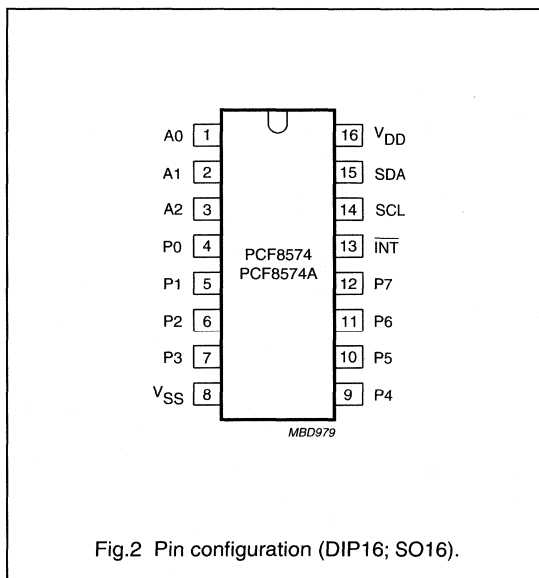 A0 1 16 VDD
A1 2 15 SDA
A2 3 14 SCL
P0 4 13 INT
PCF8574
PCF8574A
P1 5 12 P7
P2 6 11 P6
P3 7 10 P5
VSS 8 9 P4
MBD979
Fig.2 Pin configuration (DIP16; SO16).